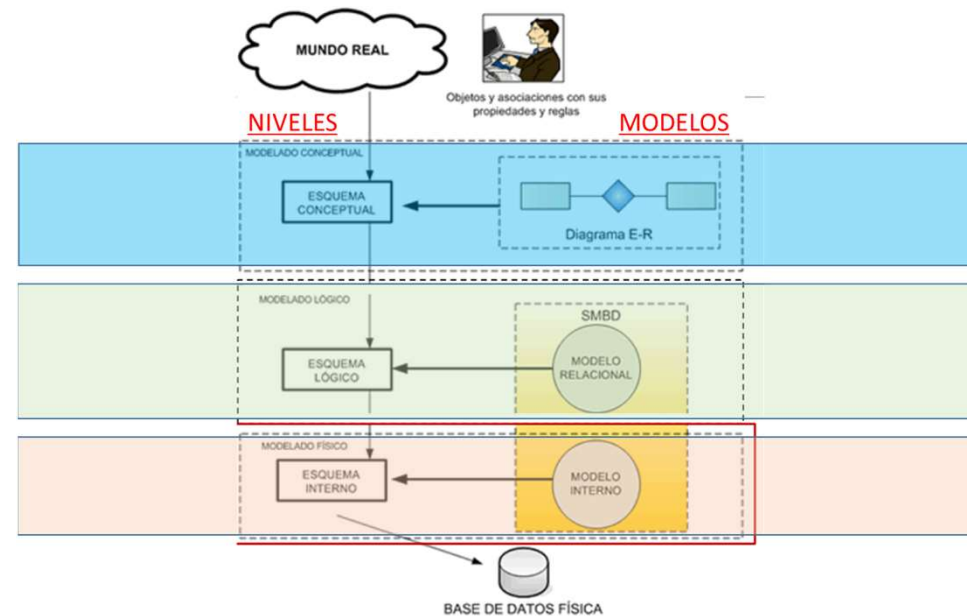 MUNDO REAL
Objetos y asociaciones con sus
propiedades y reglas
NIVELES
MODELOS
MODELADO CONCEPTUAL
ESQUEMA
CONCEPTUAL
Diagrama E-R
MODELADO LÓGICO
SMBD
ESQUEMA
LÓGICO
MODELO
RELACIONAL
MODELADO FÍSICO
ESQUEMA
INTERNO
MODELO
INTERNO
BASE DE DATOS FÍSICA